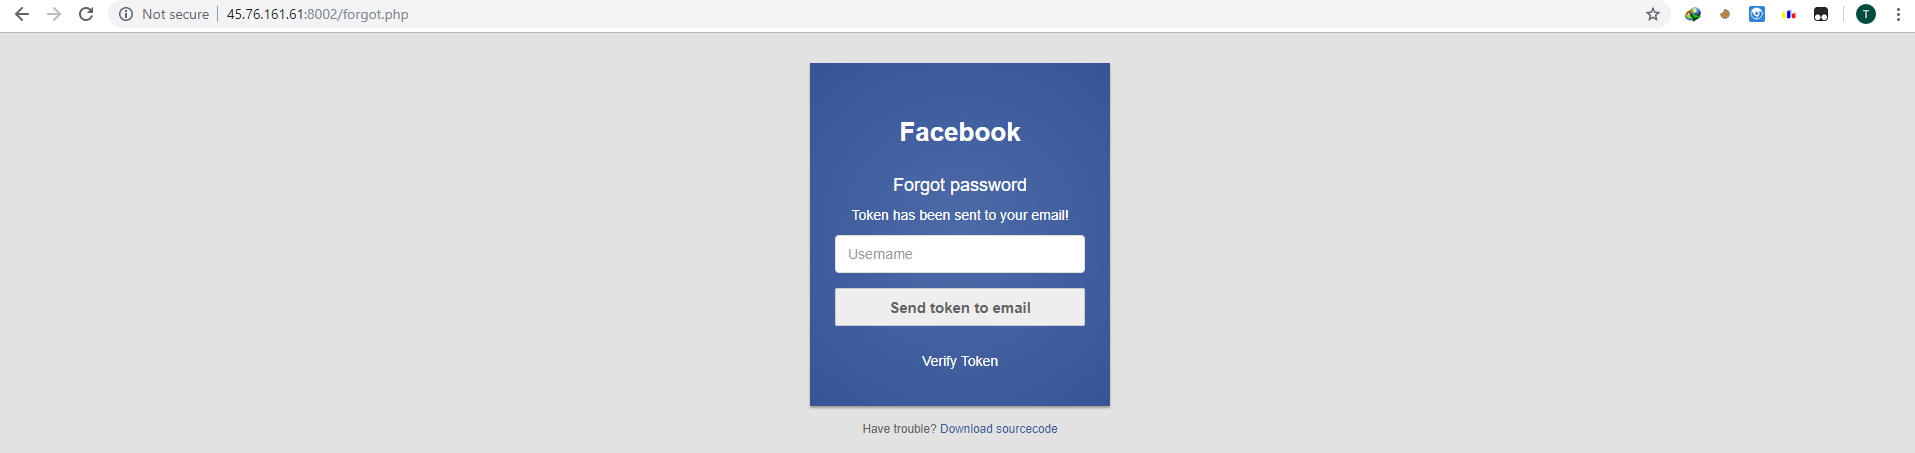 Not secure 45.76.161.61:8002/forgot.php
T
Facebook
Forgot password
Token has been sent to your email!
Username
Send token to email
Verify Token
Have trouble? Download sourcecode